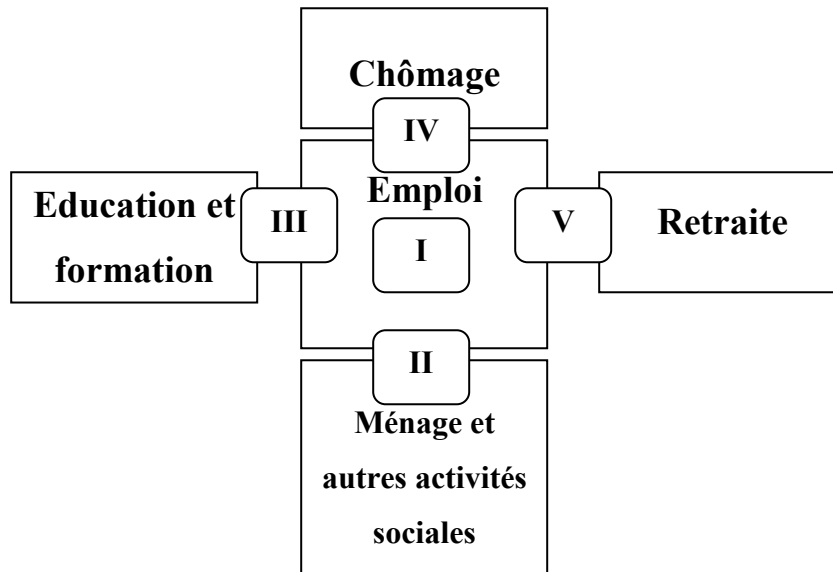 Chômage
IV
Emploi
Education et
formation
III
I
V
Retraite
II
Ménage et
autres activités
sociales